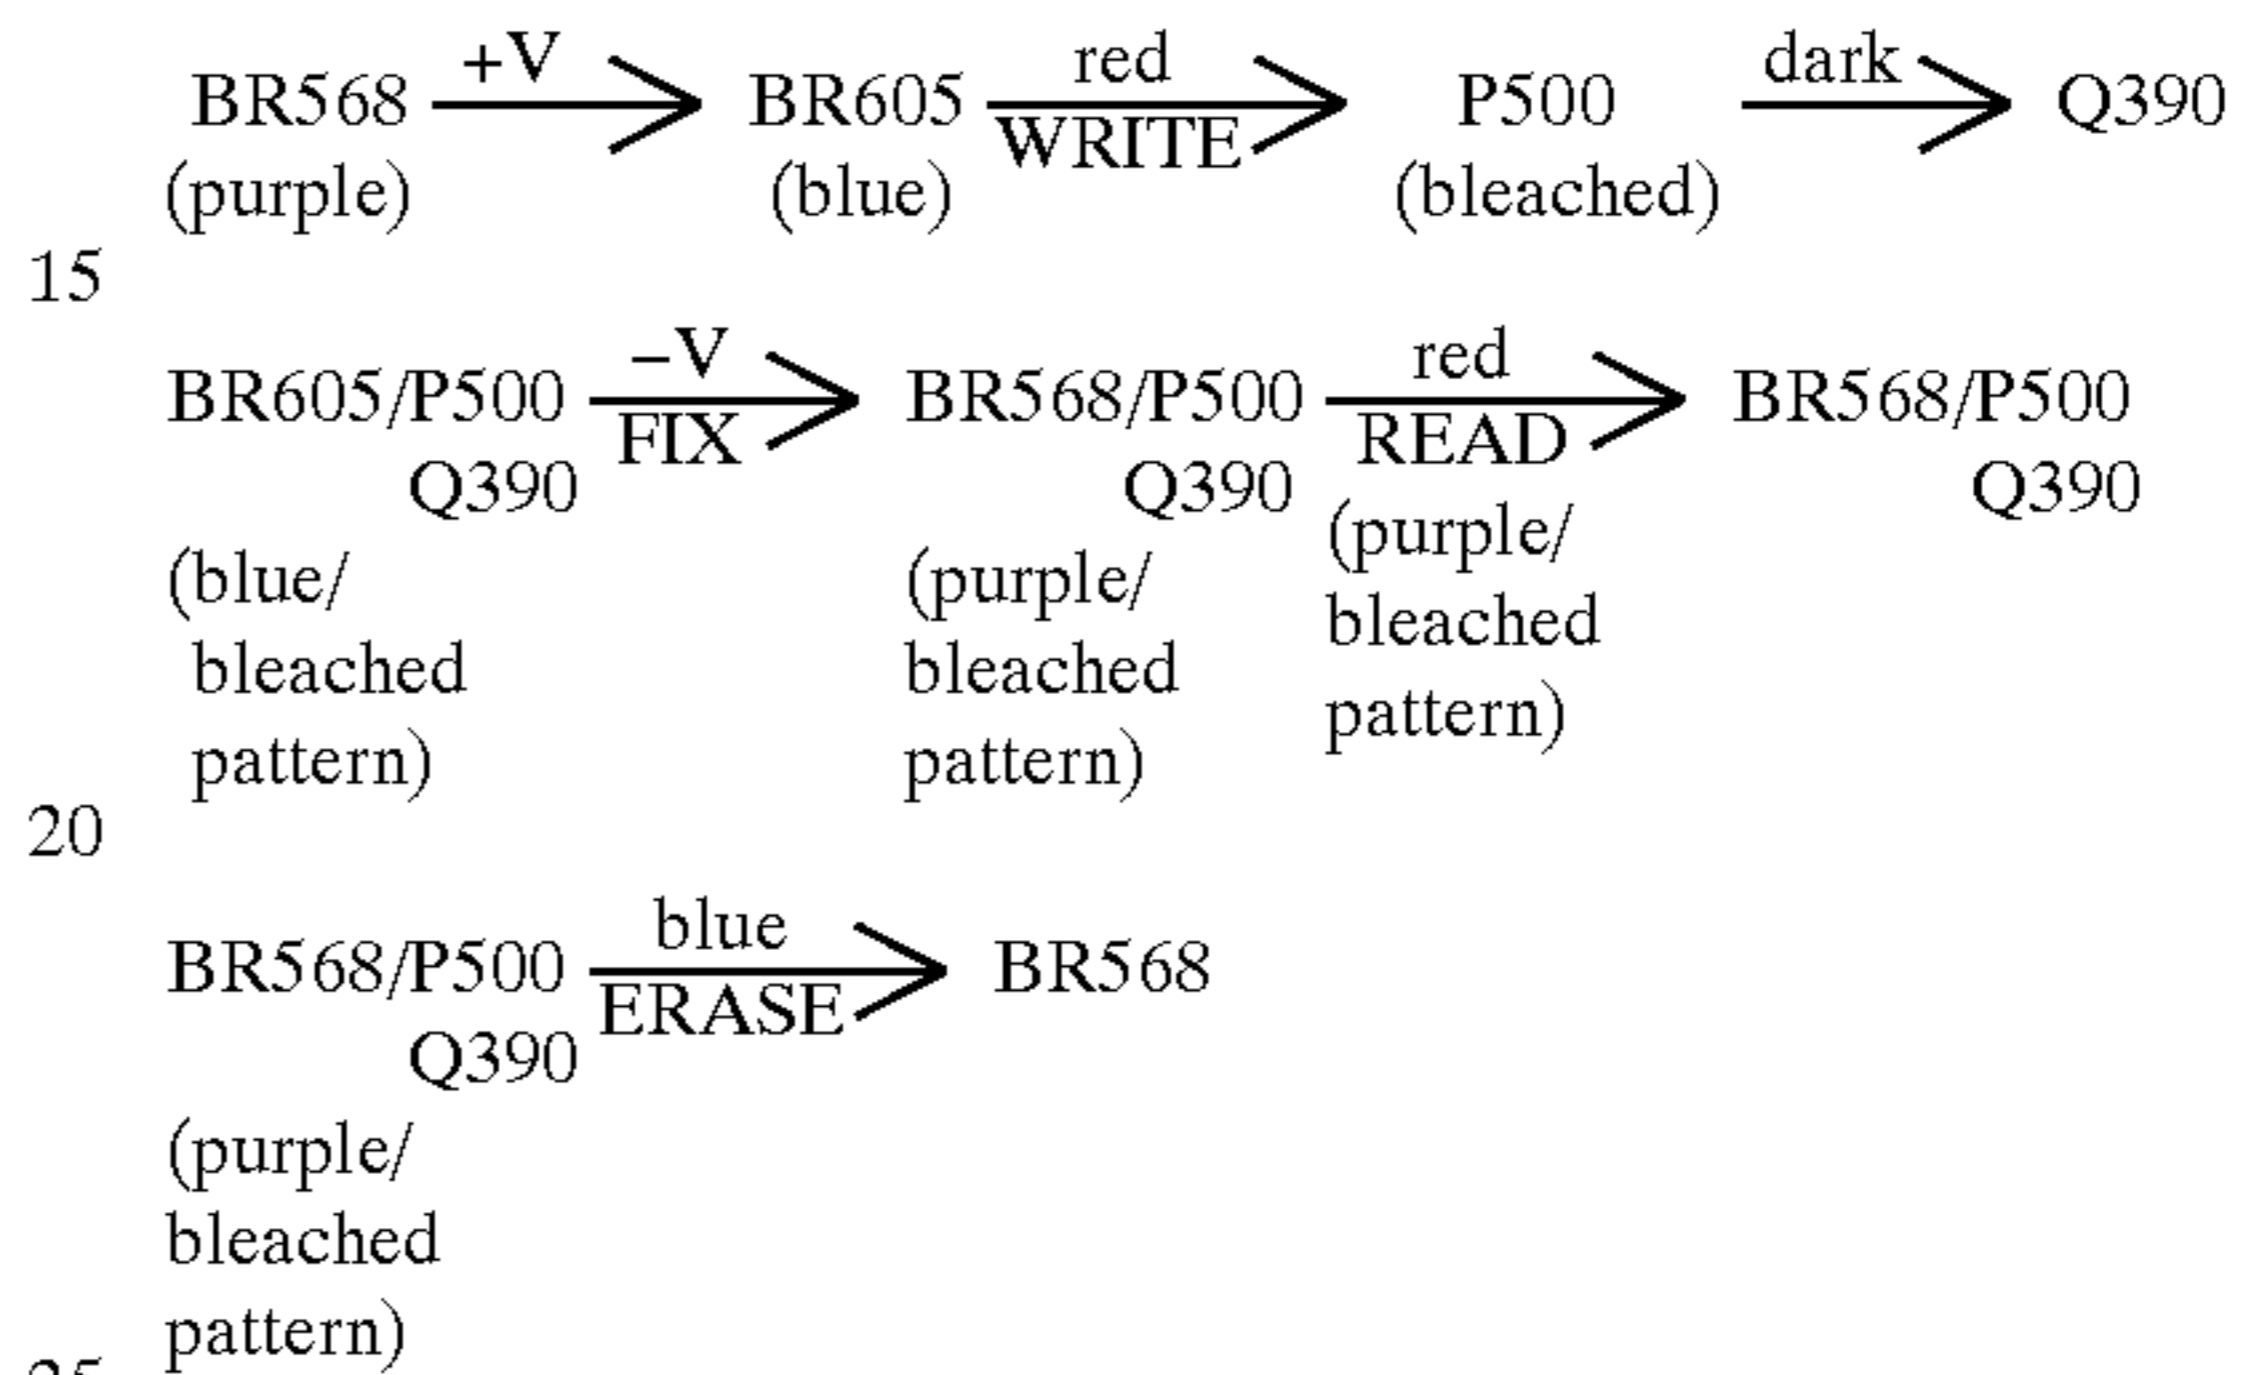 +V red dark
BR568 BR605 P500 Q390
WRITE
(purple) (blue) (bleached)
15
−V red
BR605/P500 BR568/P500 BR568/P500
FIX READ
Q390 Q390 Q390
(purple/
(blue/ (purple/
bleached
bleached bleached
pattern)
pattern) pattern)
20
blue
BR568/P500 BR568
ERASE
Q390
(purple/
bleached
pattern)